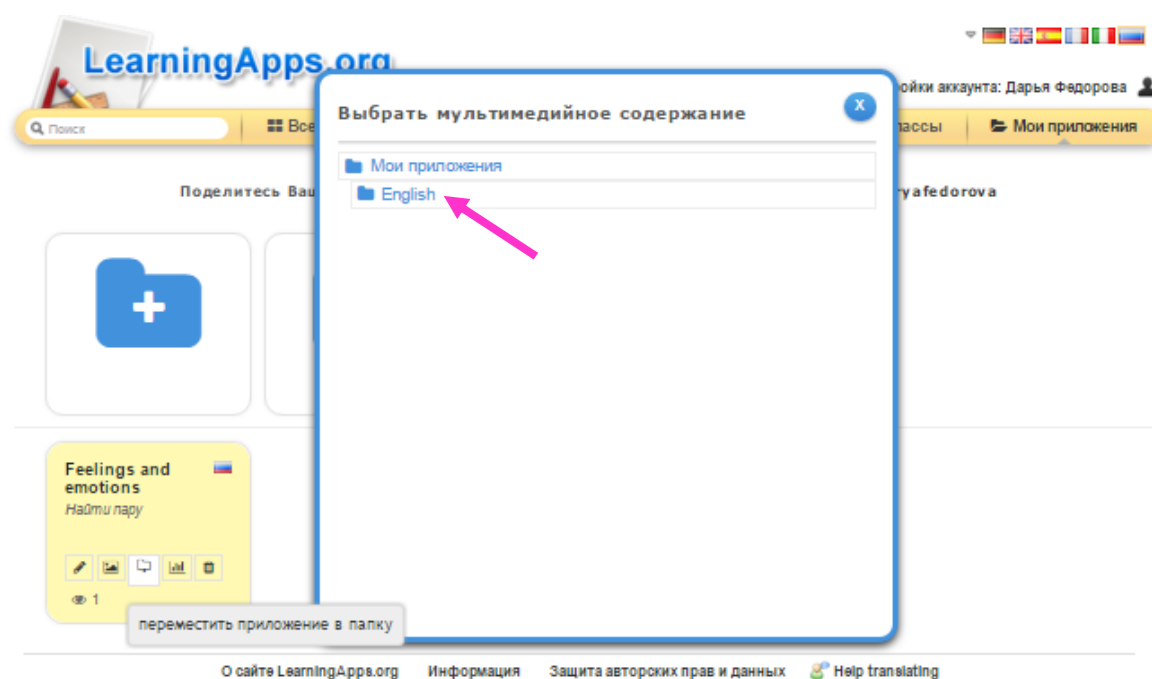 LearningApps.org
ойки аккаунта: Дарья Федорова
Поиск
Все
лассы
Мои приложения
Выбрать мультимедийное содержание
X
Мои приложения
English
Поделитесь Ваш
ryafedorova
Feelings and
emotions
Найти пару
1
переместить приложение в папку
О сайте LearningApps.org Информация Защита авторских прав и данных Help translating